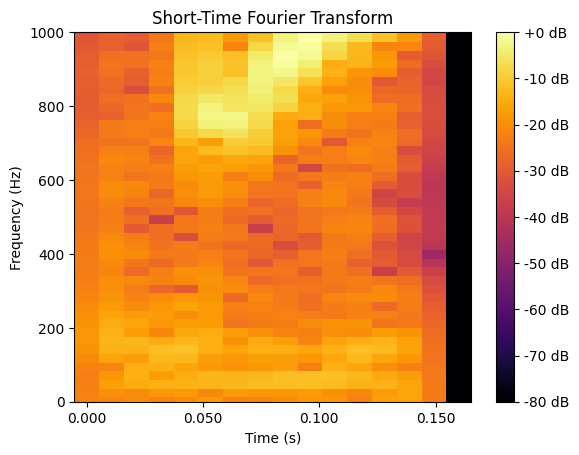 Short-Time Fourier Transform
1000
800
600
400
200
0
Frequency (Hz)
0.000
0.050
0.100
0.150
Time (s)
+0 dB
-10 dB
-20 dB
-30 dB
-40 dB
-50 dB
-60 dB
-70 dB
-80 dB